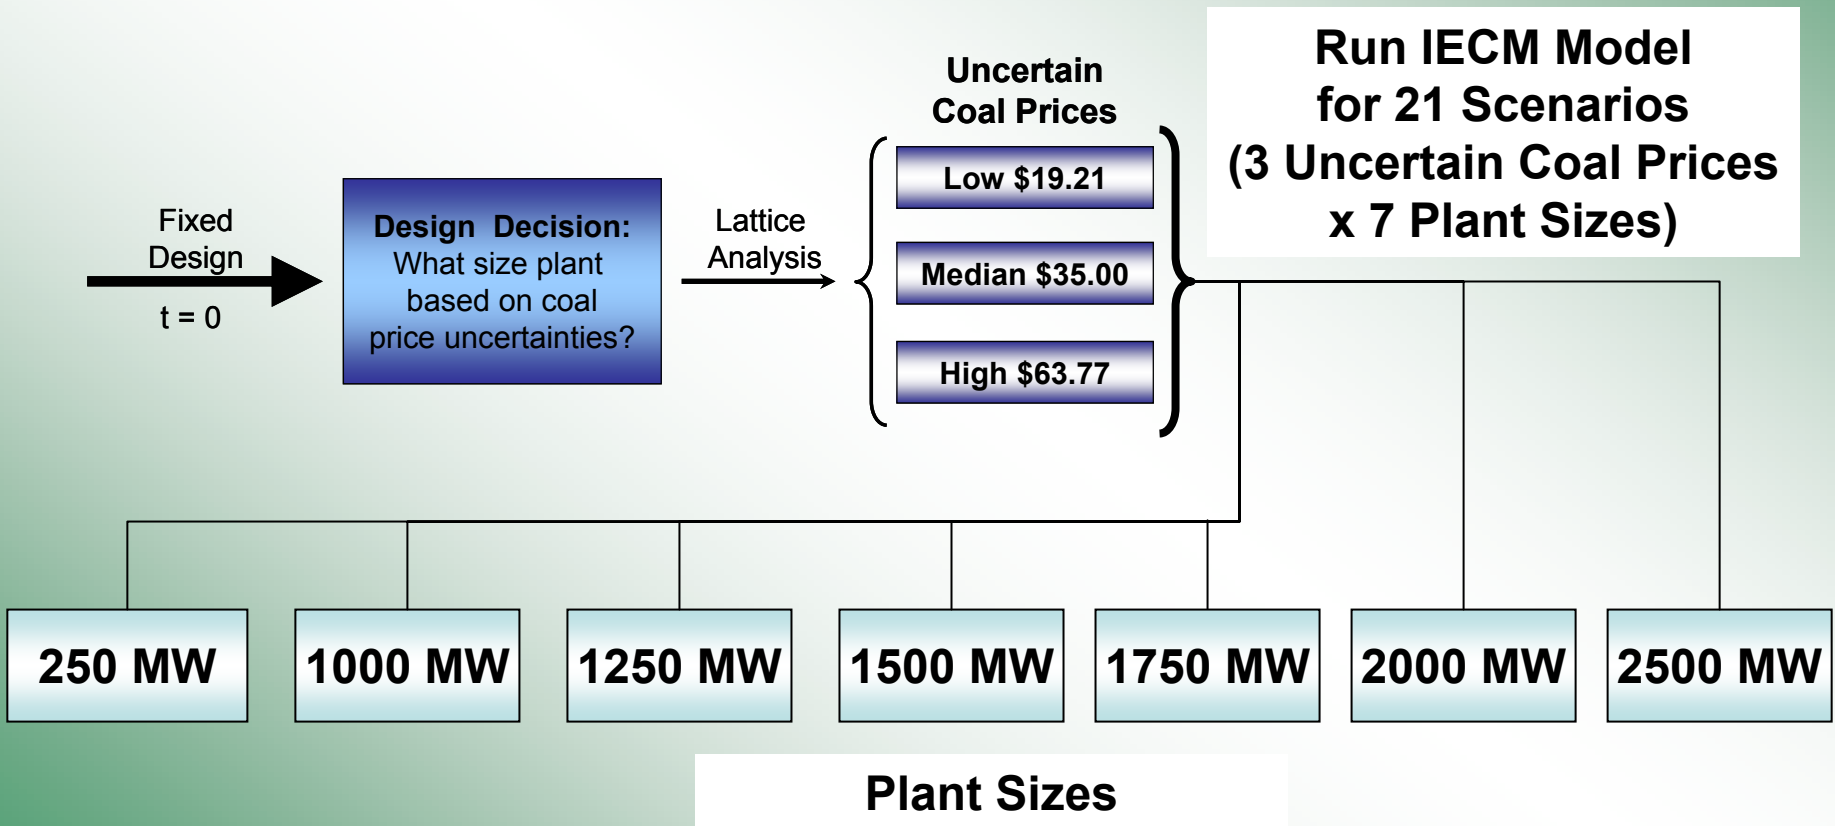 Run IECM Model
for 21 Scenarios
(3 Uncertain Coal Prices
x 7 Plant Sizes)
Uncertain
Coal Prices
Fixed
Design
t = 0
Design Decision:
What size plant
based on coal
price uncertainties?
Lattice
Analysis
Low $19.21
Median $35.00
High $63.77
250 MW
1000 MW
1250 MW
1500 MW
1750 MW
2000 MW
2500 MW
Plant Sizes